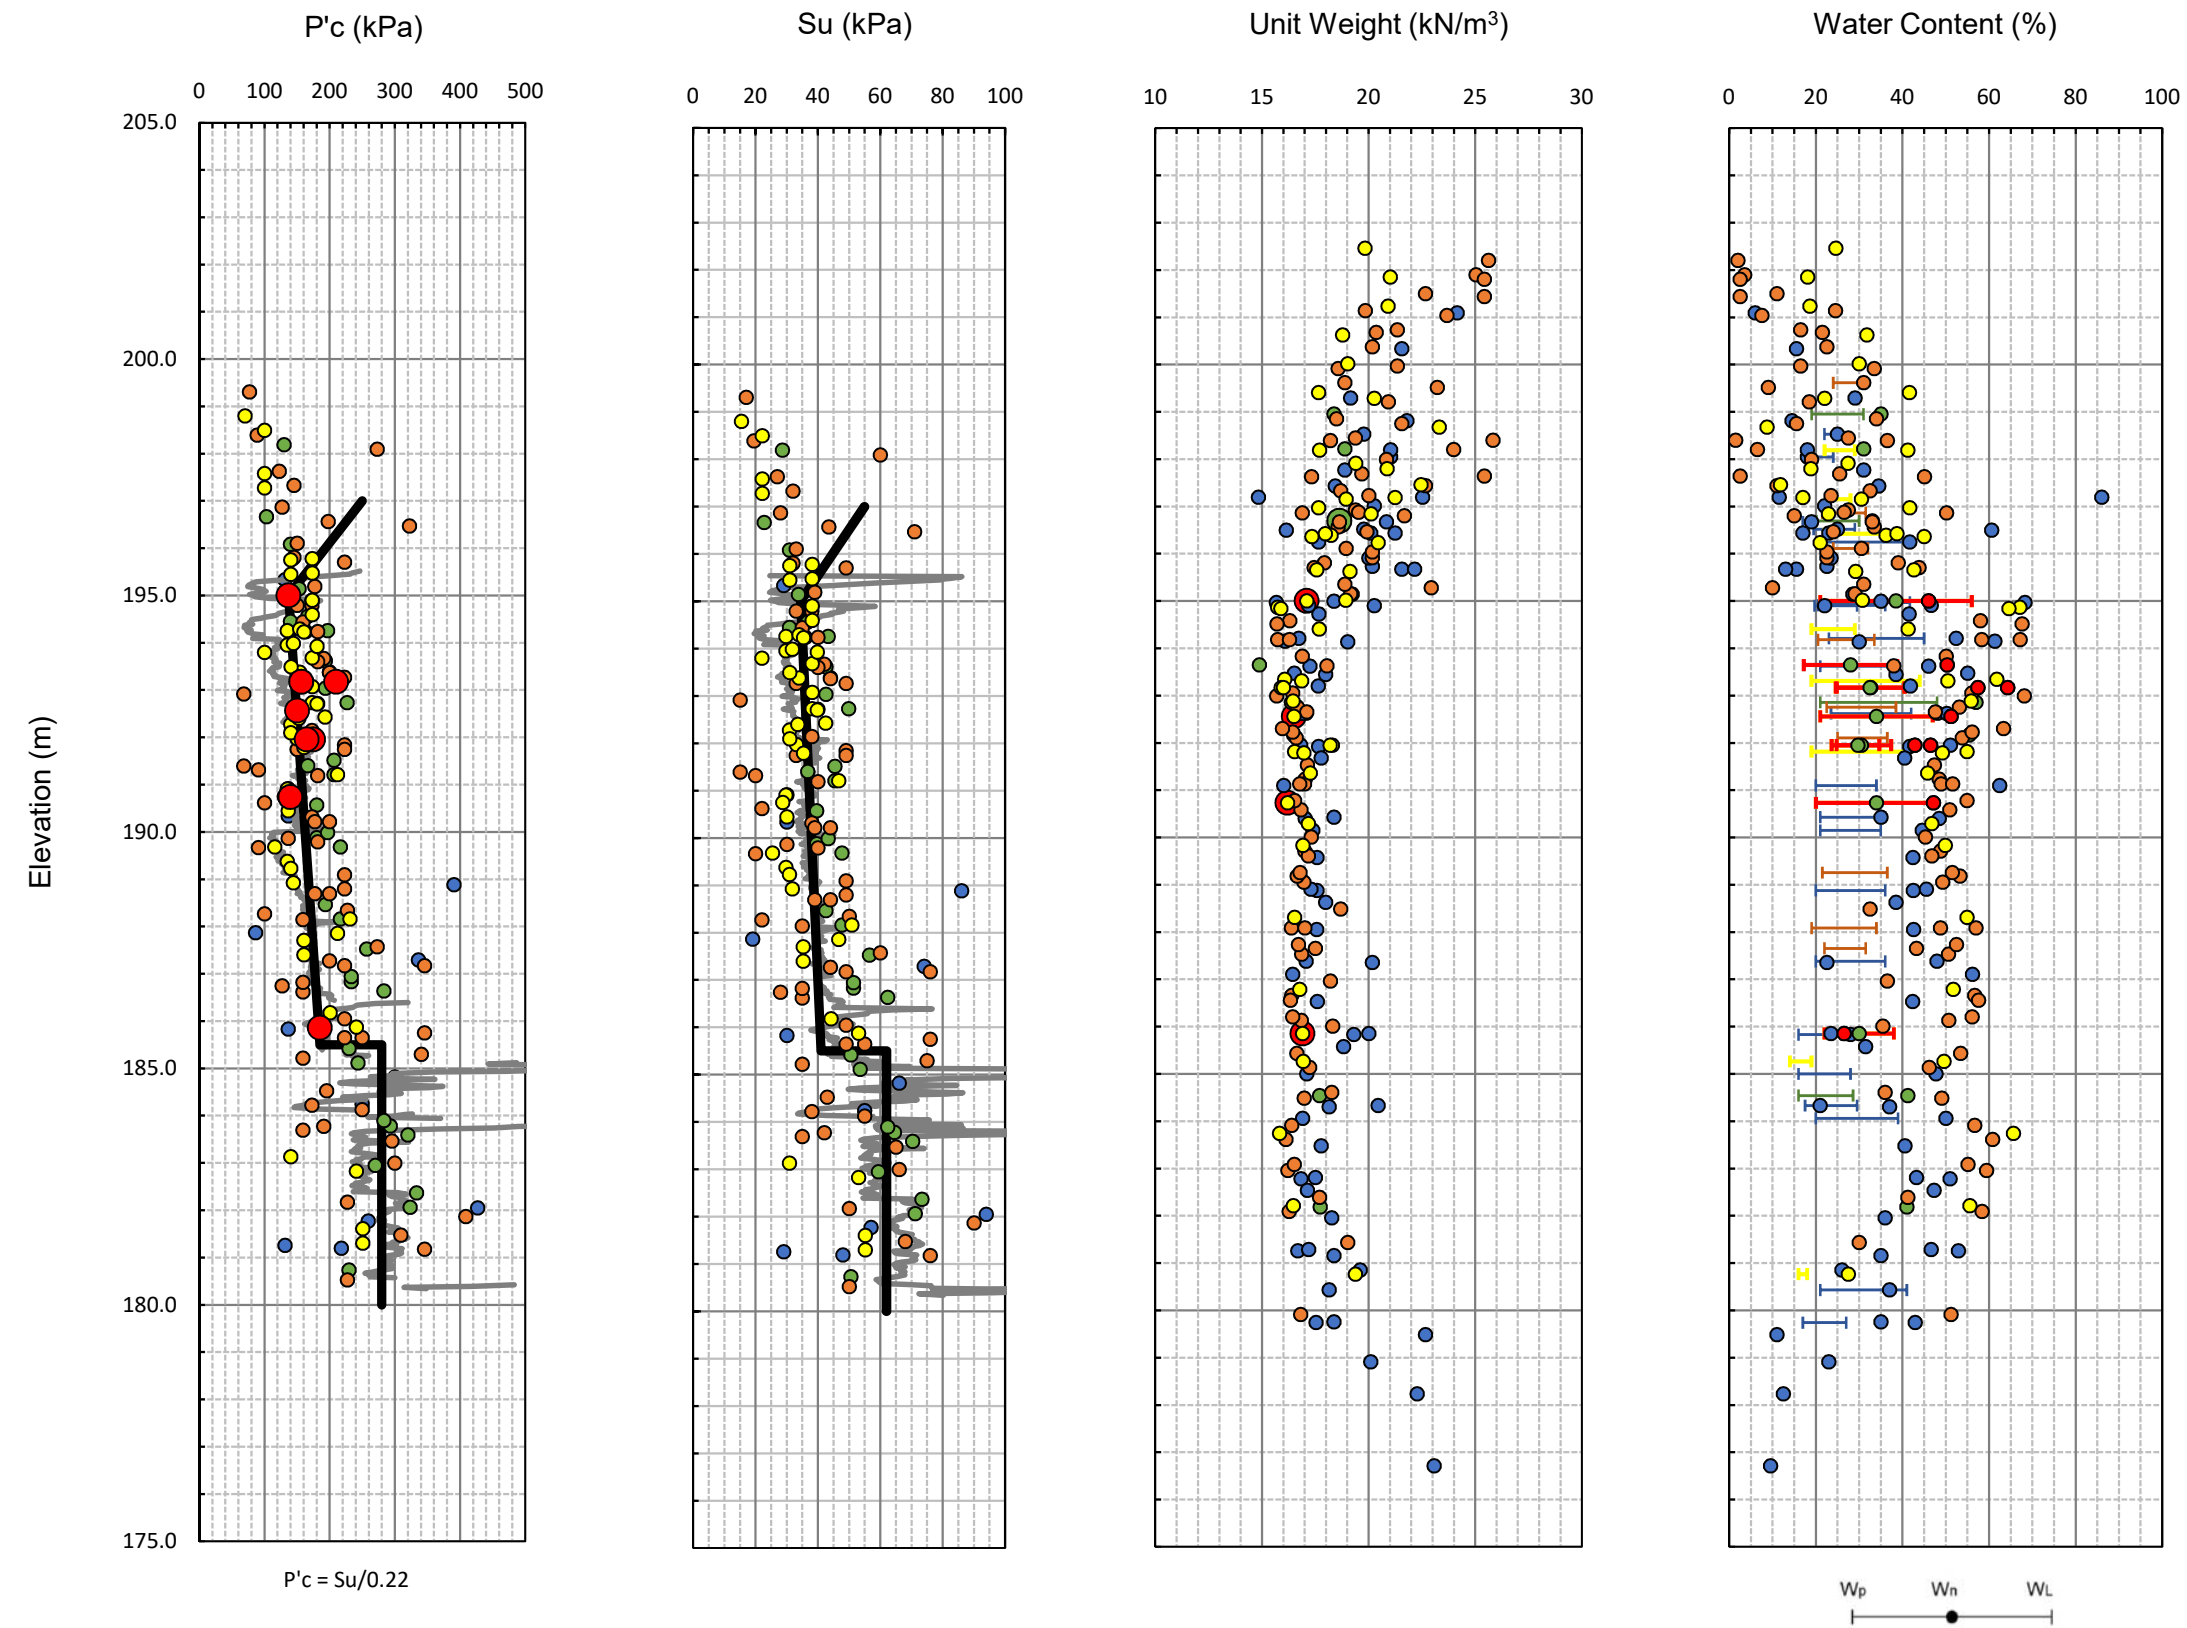 P'c (kPa)
Su (kPa)
Unit Weight (kN/m³)
Water Content (%)
0 100 200 300 400 500
0 20 40 60 80 100
10 15 20 25 30
0 20 40 60 80 100
205.0
200.0
195.0
190.0
185.0
180.0
175.0
Elevation (m)
P'c = Su/0.22
Wp Wn WL